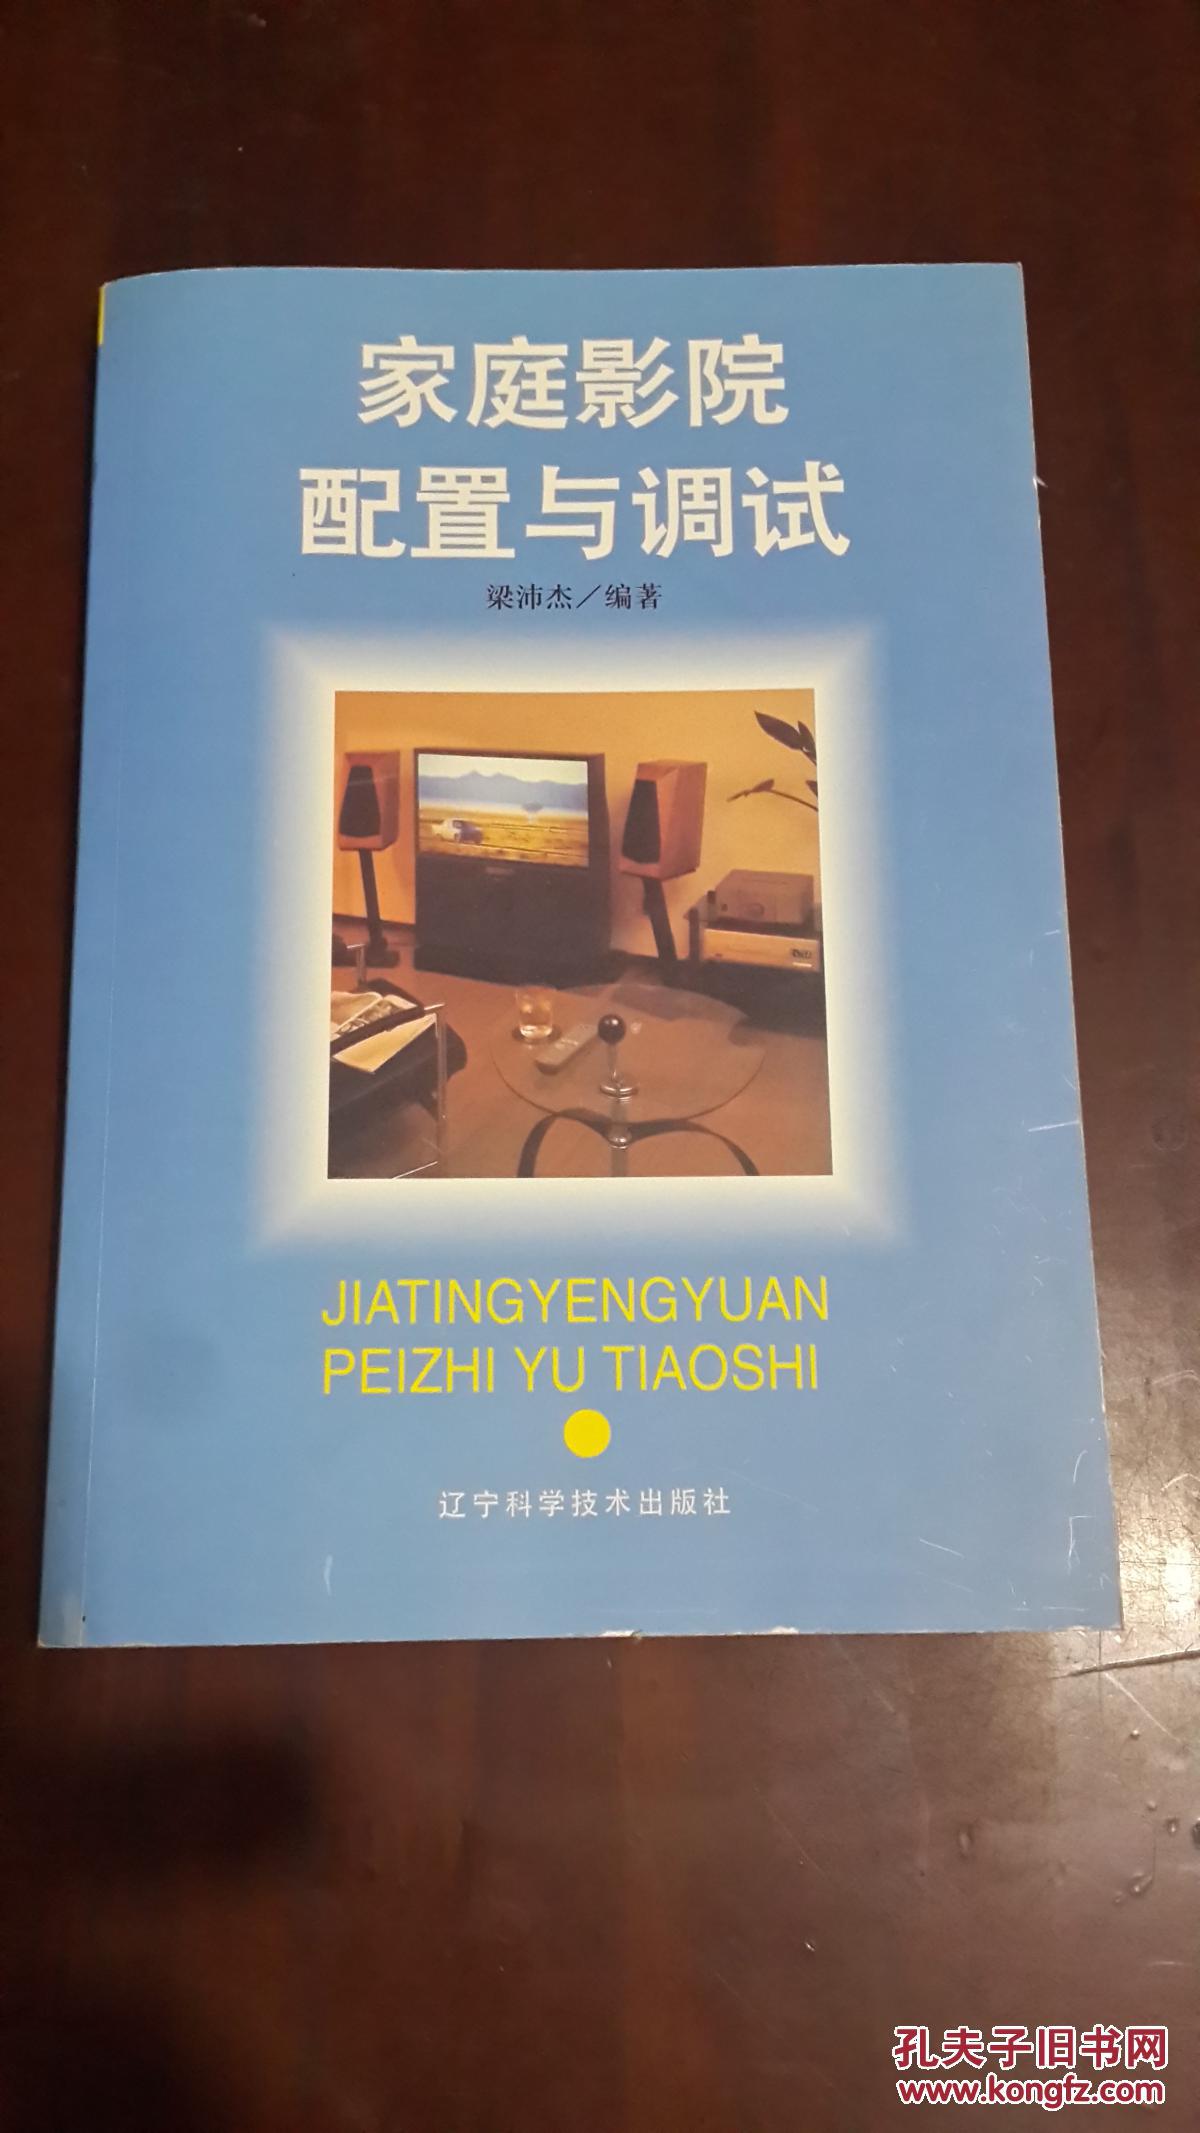 家庭影院
配置与调试
梁沛杰／编著
JIATINGYENGYUAN
PEIZHI YU TIAOSHI
辽宁科学技术出版社
孔夫子旧书网
www.kongfz.com